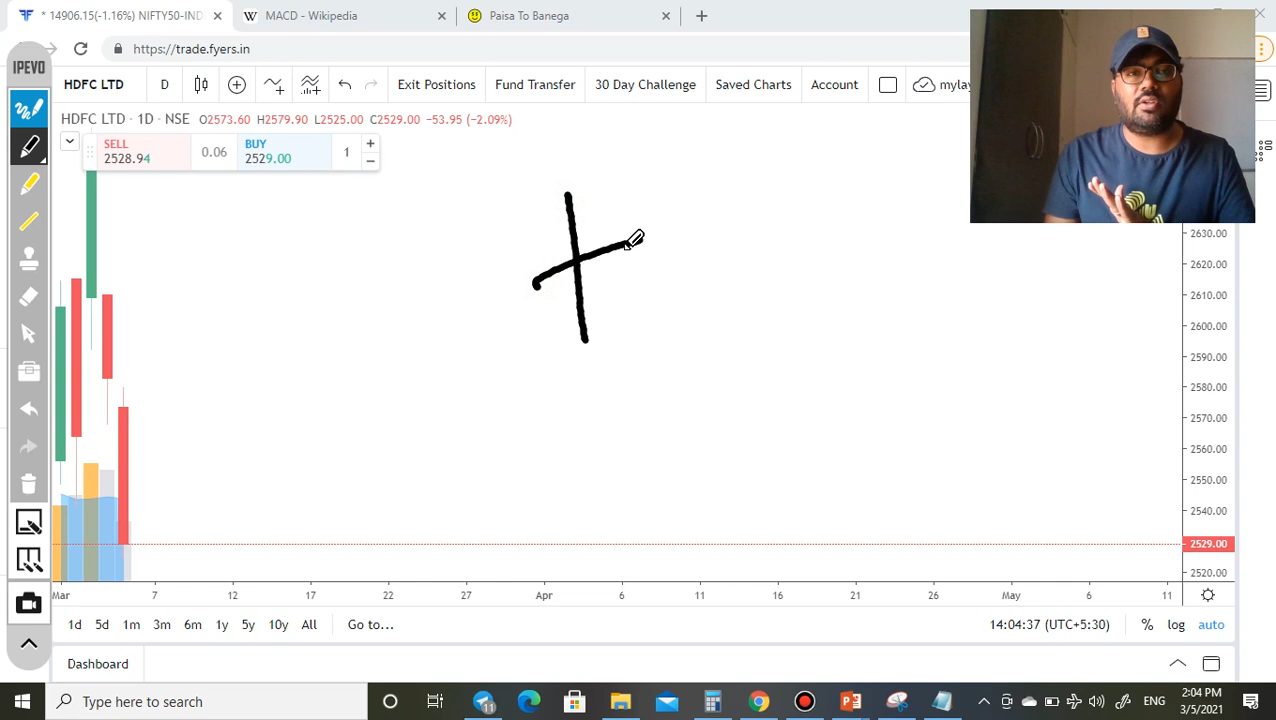 * 14906.15(-1.16%) NIFTY50-IND
MACD - Wikipedia
Paisa To Banega
https://trade.fyers.in
IPEVO
HDFC LTD
D
Exit Positions
Fund Transfer
30 Day Challenge
Saved Charts
Account
mylay
HDFC LTD · 1D · NSE O2573.60 H2579.90 L2525.00 C2529.00 −53.95 (−2.09%)
SELL
2528.94
0.06
BUY
2529.00
1
2630.00
2620.00
2610.00
2600.00
2590.00
2580.00
2570.00
2560.00
2550.00
2540.00
2529.00
2520.00
Mar 7 12 17 22 27 Apr 6 11 16 21 26 May 6 11
1d 5d 1m 3m 6m 1y 5y 10y All Go to...
14:04:37 (UTC+5:30) % log auto
Dashboard
Type here to search
11
ENG
2:04 PM
3/5/2021